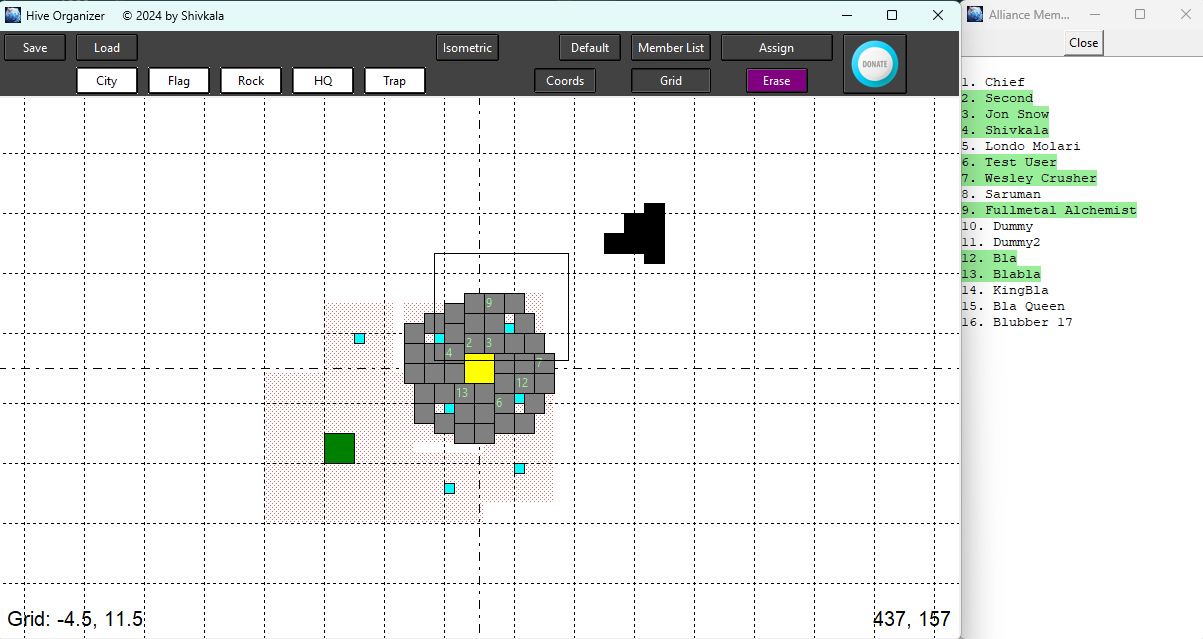 Hive Organizer © 2024 by Shivkala
Alliance Mem...
Save Load Isometric Default Member List Assign
DONATE
City Flag Rock HQ Trap Coords Grid Erase
Close
1. Chief
2. Second
3. Jon Snow
4. Shivkala
5. Londo Molari
6. Test User
7. Wesley Crusher
8. Saruman
9. Fullmetal Alchemist
10. Dummy
11. Dummy2
12. Bla
13. Blabla
14. KingBla
15. Bla Queen
16. Blubber 17
9
2 3
4
7
12
13
6
Grid: -4.5, 11.5
437, 157